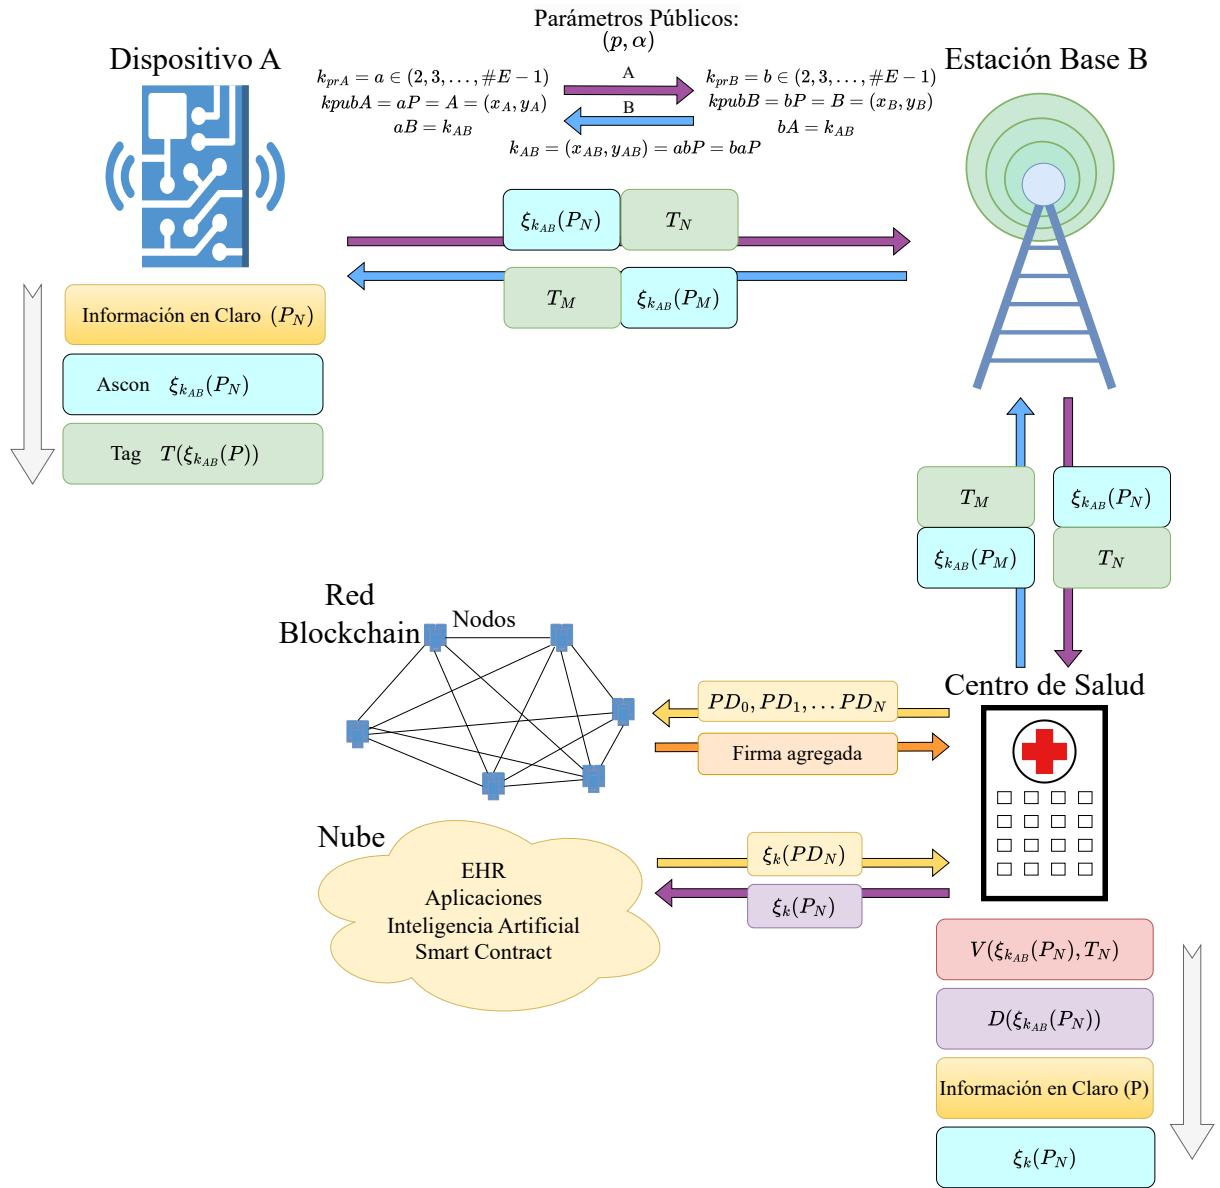 Parámetros Públicos:
(p, α)
Dispositivo A
Estación Base B
k_{prA} = a ∈ (2, 3, . . . , #E − 1)
kpubA = aP = A = (x_A, y_A)
aB = k_{AB}
A
B
k_{prB} = b ∈ (2, 3, . . . , #E − 1)
kpubB = bP = B = (x_B, y_B)
bA = k_{AB}
k_{AB} = (x_{AB}, y_{AB}) = abP = baP
ξ_{k_{AB}}(P_N)
T_N
T_M
ξ_{k_{AB}}(P_M)
Información en Claro (P_N)
Ascon ξ_{k_{AB}}(P_N)
Tag T(ξ_{k_{AB}}(P))
T_M
ξ_{k_{AB}}(P_M)
ξ_{k_{AB}}(P_N)
T_N
Red
Blockchain
Nodos
Centro de Salud
PD_0, PD_1, . . . PD_N
Firma agregada
Nube
EHR
Aplicaciones
Inteligencia Artificial
Smart Contract
ξ_k(PD_N)
ξ_k(P_N)
V(ξ_{k_{AB}}(P_N), T_N)
D(ξ_{k_{AB}}(P_N))
Información en Claro (P)
ξ_k(P_N)